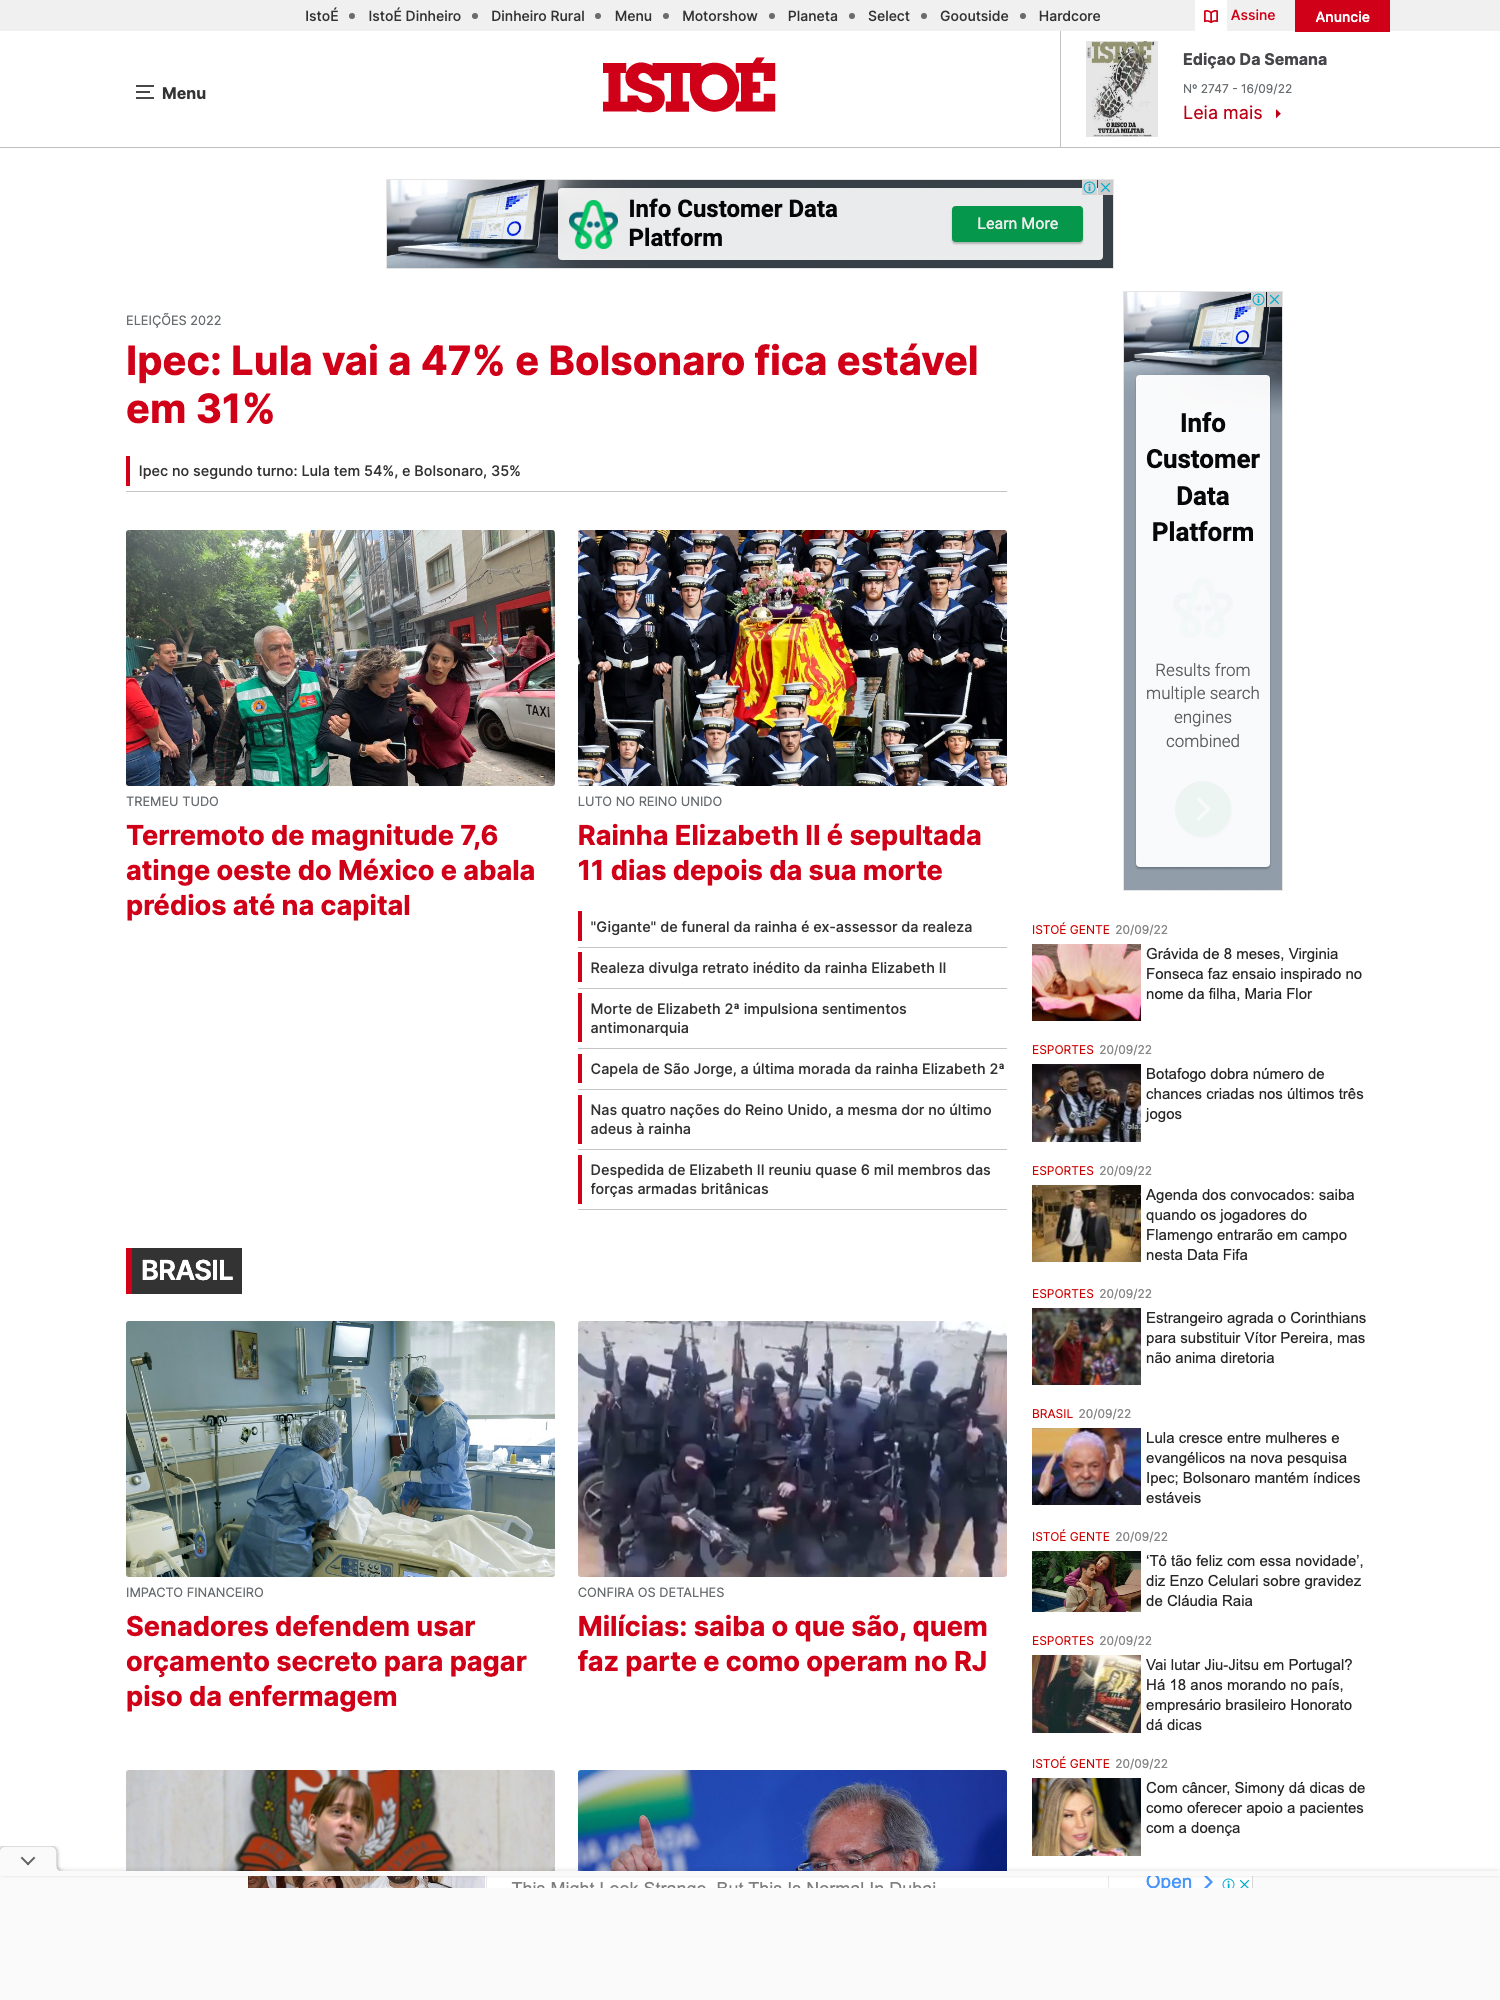 IstoÉ • IstoÉ Dinheiro • Dinheiro Rural • Menu • Motorshow • Planeta • Select • Gooutside • Hardcore
Assine
Anuncie
Menu
ISTOÉ
ISTOÉ
O RISCO DA
TUTELA MILITAR
Ediçao Da Semana
Nº 2747 - 16/09/22
Leia mais
Info Customer Data
Platform
Learn More
ELEIÇÕES 2022
Ipec: Lula vai a 47% e Bolsonaro fica estável
em 31%
Ipec no segundo turno: Lula tem 54%, e Bolsonaro, 35%
TAXI
TREMEU TUDO
Terremoto de magnitude 7,6
atinge oeste do México e abala
prédios até na capital
LUTO NO REINO UNIDO
Rainha Elizabeth II é sepultada
11 dias depois da sua morte
"Gigante" de funeral da rainha é ex-assessor da realeza
Realeza divulga retrato inédito da rainha Elizabeth II
Morte de Elizabeth 2ª impulsiona sentimentos
antimonarquia
Capela de São Jorge, a última morada da rainha Elizabeth 2ª
Nas quatro nações do Reino Unido, a mesma dor no último
adeus à rainha
Despedida de Elizabeth II reuniu quase 6 mil membros das
forças armadas britânicas
BRASIL
IMPACTO FINANCEIRO
Senadores defendem usar
orçamento secreto para pagar
piso da enfermagem
CONFIRA OS DETALHES
Milícias: saiba o que são, quem
faz parte e como operam no RJ
Info
Customer
Data
Platform
Results from
multiple search
engines
combined
ISTOÉ GENTE 20/09/22
Grávida de 8 meses, Virginia
Fonseca faz ensaio inspirado no
nome da filha, Maria Flor
ESPORTES 20/09/22
Botafogo dobra número de
chances criadas nos últimos três
jogos
ESPORTES 20/09/22
Agenda dos convocados: saiba
quando os jogadores do
Flamengo entrarão em campo
nesta Data Fifa
ESPORTES 20/09/22
Estrangeiro agrada o Corinthians
para substituir Vítor Pereira, mas
não anima diretoria
BRASIL 20/09/22
Lula cresce entre mulheres e
evangélicos na nova pesquisa
Ipec; Bolsonaro mantém índices
estáveis
ISTOÉ GENTE 20/09/22
‘Tô tão feliz com essa novidade’,
diz Enzo Celulari sobre gravidez
de Cláudia Raia
ESPORTES 20/09/22
Vai lutar Jiu-Jitsu em Portugal?
Há 18 anos morando no país,
empresário brasileiro Honorato
dá dicas
ISTOÉ GENTE 20/09/22
Com câncer, Simony dá dicas de
como oferecer apoio a pacientes
com a doença
This Might Look Strange, But This Is Normal In Dubai
Open